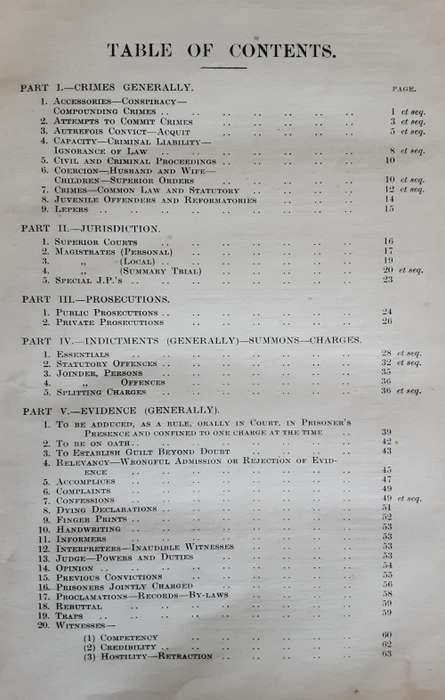 TABLE OF CONTENTS.
PART I.—CRIMES GENERALLY. PAGE.
1. ACCESSORIES—CONSPIRACY—
COMPOUNDING CRIMES .. .. .. .. .. .. .. 1 et seq.
2. ATTEMPTS TO COMMIT CRIMES .. .. .. .. .. 3 et seq.
3. AUTREFOIS CONVICT—ACQUIT .. .. .. .. .. 5 et seq.
4. CAPACITY—CRIMINAL LIABILITY—
IGNORANCE OF LAW .. .. .. .. .. .. .. 8 et seq.
5. CIVIL AND CRIMINAL PROCEEDINGS .. .. .. .. .. 10
6. COERCION—HUSBAND AND WIFE—
CHILDREN—SUPERIOR ORDERS .. .. .. .. .. 10 et seq.
7. CRIMES—COMMON LAW AND STATUTORY .. .. .. .. 12 et seq.
8. JUVENILE OFFENDERS AND REFORMATORIES .. .. .. 14
9. LEPERS .. .. .. .. .. .. .. .. .. 15
PART II.—JURISDICTION.
1. SUPERIOR COURTS .. .. .. .. .. .. .. 16
2. MAGISTRATES (PERSONAL) .. .. .. .. .. .. 17
3. ,, (LOCAL) .. .. .. .. .. .. .. 19
4. ,, (SUMMARY TRIAL) .. .. .. .. .. 20 et seq.
5. SPECIAL J.P.'S .. .. .. .. .. .. .. .. 23
PART III.—PROSECUTIONS.
1. PUBLIC PROSECUTIONS .. .. .. .. .. .. .. 24
2. PRIVATE PROSECUTIONS .. .. .. .. .. .. 26
PART IV.—INDICTMENTS (GENERALLY)—SUMMONS—CHARGES.
1. ESSENTIALS .. .. .. .. .. .. .. .. 28 et seq.
2. STATUTORY OFFENCES .. .. .. .. .. .. .. 32 et seq.
3. JOINDER, PERSONS .. .. .. .. .. .. .. 35
4. ,, OFFENCES .. .. .. .. .. .. 36
5. SPLITTING CHARGES .. .. .. .. .. .. .. 36 et seq.
PART V.—EVIDENCE (GENERALLY).
1. TO BE ADDUCED, AS A RULE, ORALLY IN COURT, IN PRISONER'S
PRESENCE AND CONFINED TO ONE CHARGE AT THE TIME .. 39
2. TO BE ON OATH .. .. .. .. .. .. .. .. 42
3. TO ESTABLISH GUILT BEYOND DOUBT .. .. .. .. 43
4. RELEVANCY—WRONGFUL ADMISSION OR REJECTION OF EVID-
ENCE .. .. .. .. .. .. .. .. 45
5. ACCOMPLICES .. .. .. .. .. .. .. .. 47
6. COMPLAINTS .. .. .. .. .. .. .. .. 49
7. CONFESSIONS .. .. .. .. .. .. .. .. 49 et seq.
8. DYING DECLARATIONS .. .. .. .. .. .. .. 51
9. FINGER PRINTS .. .. .. .. .. .. .. .. 52
10. HANDWRITING .. .. .. .. .. .. .. .. 53
11. INFORMERS .. .. .. .. .. .. .. .. 53
12. INTERPRETERS—INAUDIBLE WITNESSES .. .. .. .. 53
13. JUDGE—POWERS AND DUTIES .. .. .. .. .. 53
14. OPINION .. .. .. .. .. .. .. .. .. 54
15. PREVIOUS CONVICTIONS .. .. .. .. .. .. 55
16. PRISONERS JOINTLY CHARGED .. .. .. .. .. 56
17. PROCLAMATIONS—RECORDS—BY-LAWS .. .. .. .. 58
18. REBUTTAL .. .. .. .. .. .. .. .. 59
19. TRAPS .. .. .. .. .. .. .. .. .. 59
20. WITNESSES—
(1) COMPETENCY .. .. .. .. .. .. .. 60
(2) CREDIBILITY .. .. .. .. .. .. .. 62
(3) HOSTILITY—RETRACTION .. .. .. .. .. 63